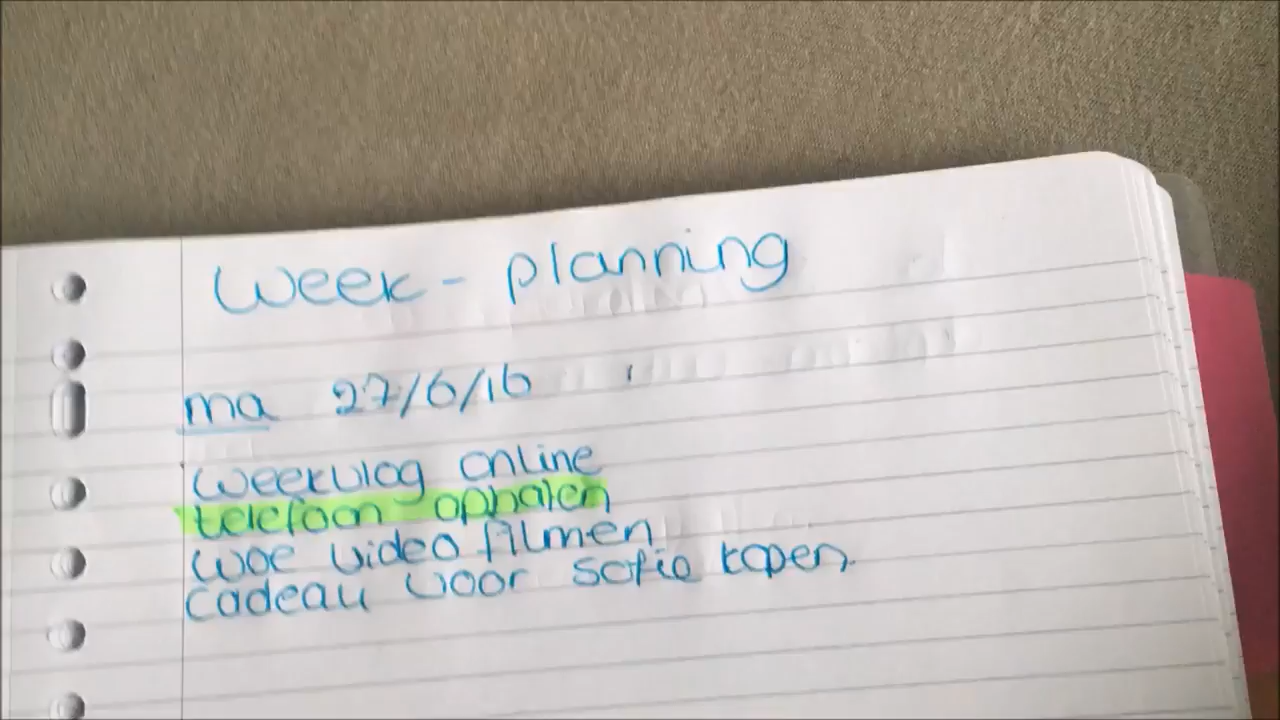 week - planning
ma 27/6/16
weekvlog online
telefoon ophalen
woe video filmen
cadeau voor sofie kopen.